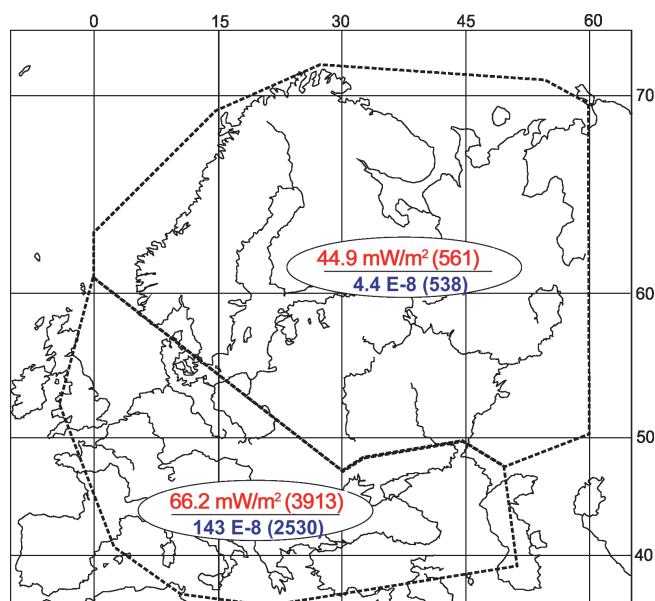 0 15 30 45 60
70
44.9 mW/m² (561)
4.4 E-8 (538)
60
50
66.2 mW/m² (3913)
143 E-8 (2530)
40